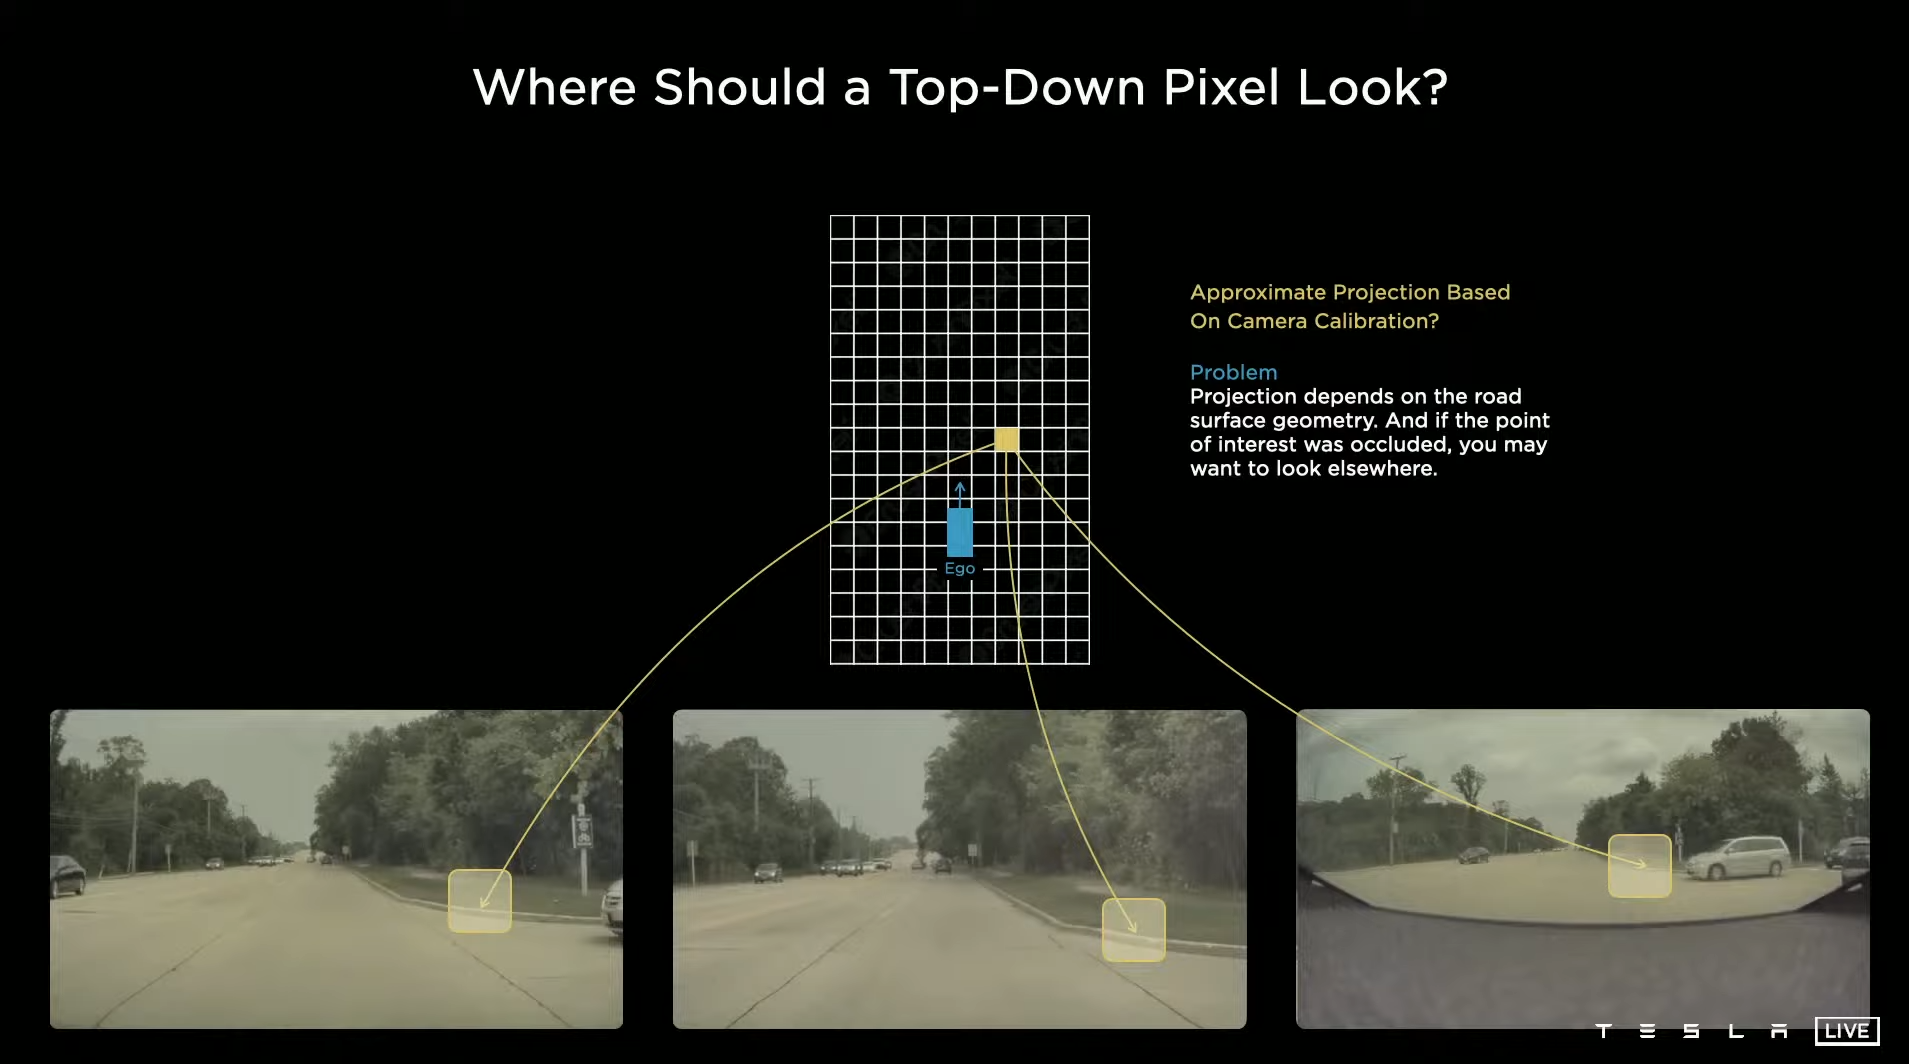 Where Should a Top-Down Pixel Look?
Approximate Projection Based
On Camera Calibration?
Problem
Projection depends on the road
surface geometry. And if the point
of interest was occluded, you may
want to look elsewhere.
Ego
TESLA LIVE